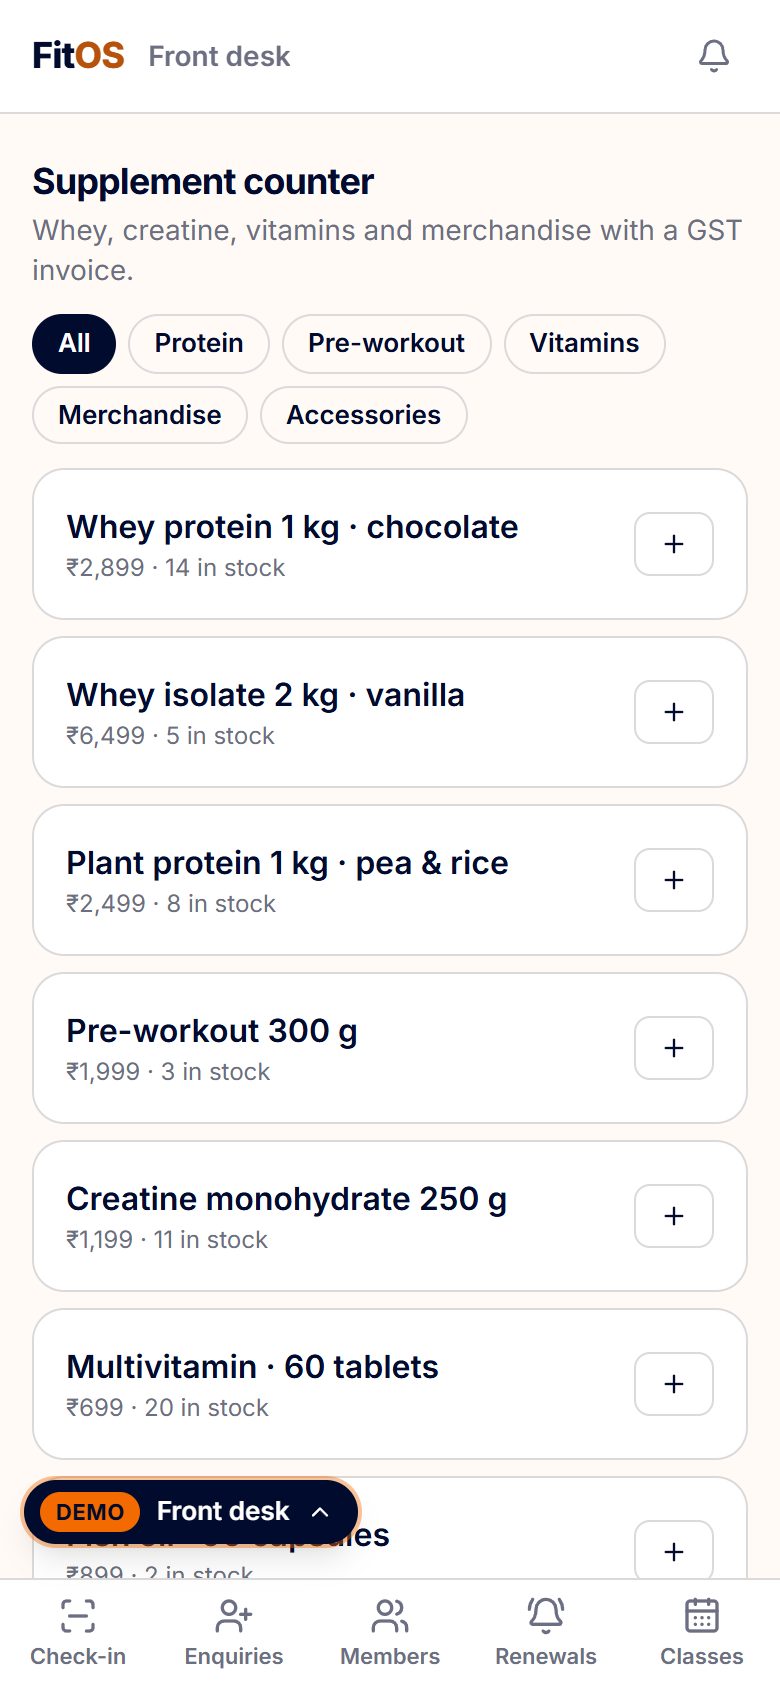 FitOS Front desk
Supplement counter
Whey, creatine, vitamins and merchandise with a GST
invoice.
All Protein Pre-workout Vitamins
Merchandise Accessories
Whey protein 1 kg · chocolate
₹2,899 · 14 in stock
Whey isolate 2 kg · vanilla
₹6,499 · 5 in stock
Plant protein 1 kg · pea & rice
₹2,499 · 8 in stock
Pre-workout 300 g
₹1,999 · 3 in stock
Creatine monohydrate 250 g
₹1,199 · 11 in stock
Multivitamin · 60 tablets
₹699 · 20 in stock
DEMO Front desk
₹899 · 2 in stock
Check-in Enquiries Members Renewals Classes